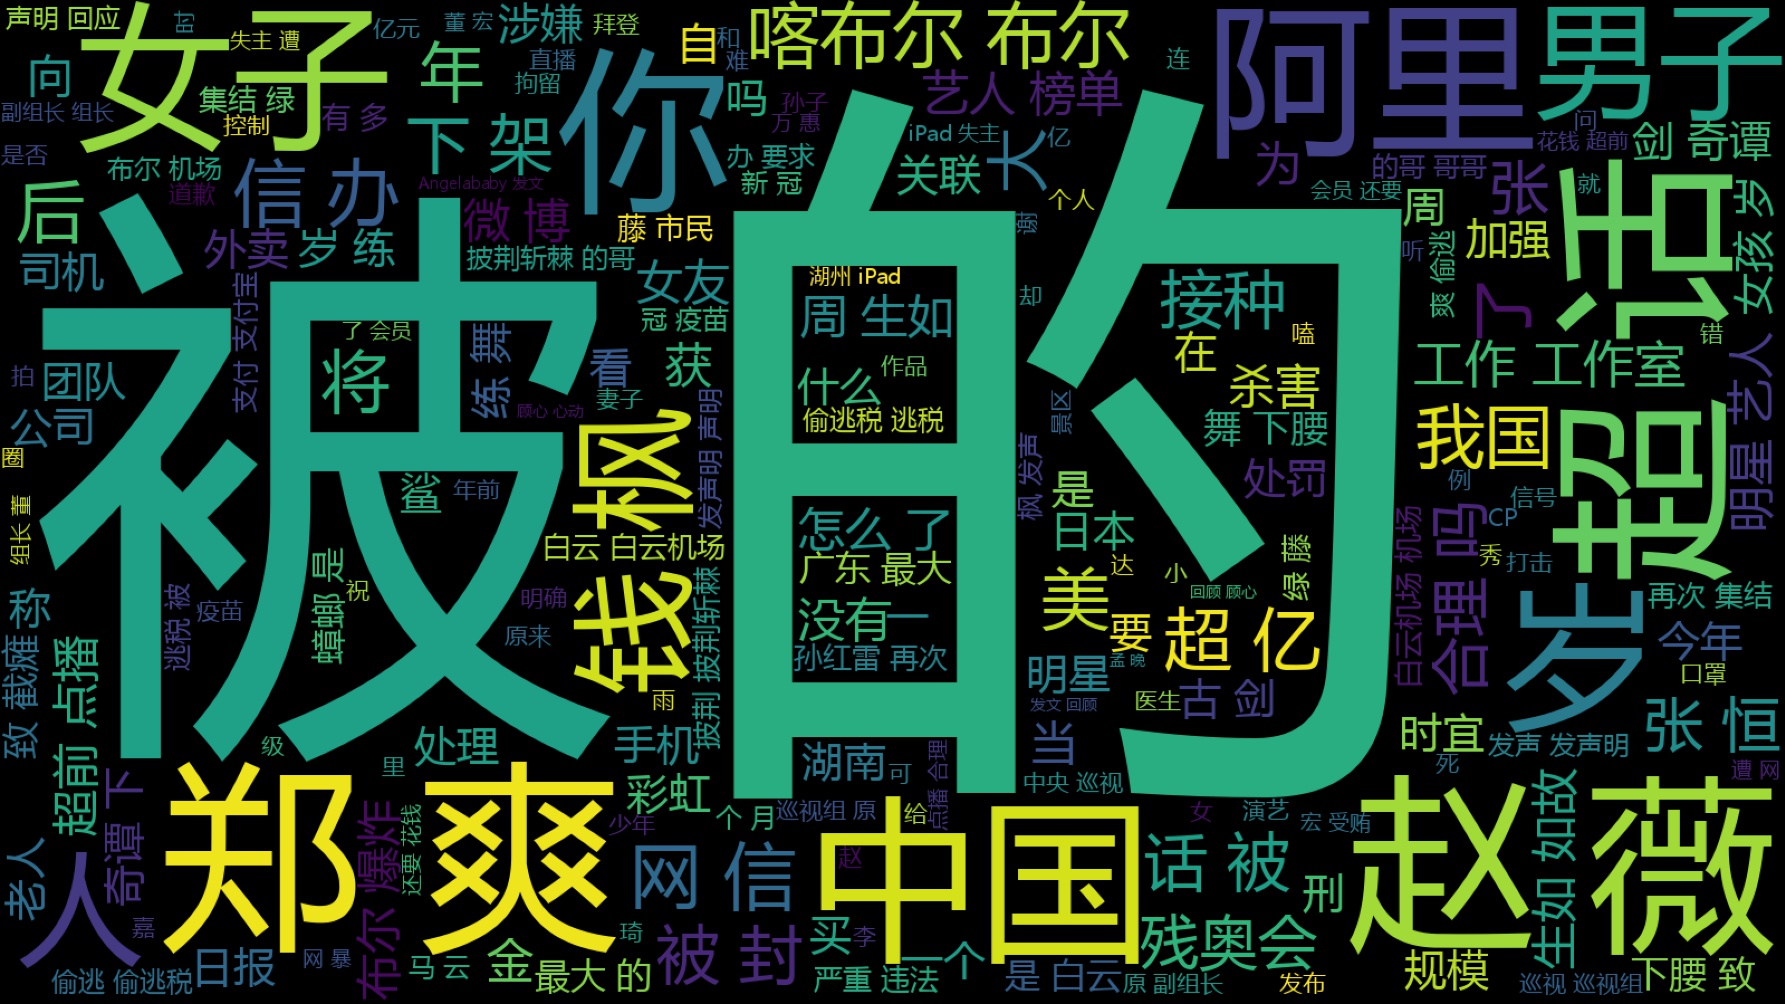 声明 回应
女子
失主 遭
时
亿元
董 宏
涉嫌
拜登
自
和
难
喀布尔 布尔
阿里
男子
向
集结 绿
控制
有 多
副组长 组长
是否
年
直播
拘留
下 架
你
吗
孙子
方 惠
艺人 榜单
连
iPad 失主
亿
人
办 要求
新 冠
关联
为
问
花钱 超前
的哥 哥哥
剑 奇谭
布尔 机场
道歉
信 办
Angelababy 发文
微 博
藤 市民
个人
会员 还要
张
就
周
加强
超话
女孩 岁
后
司机
外卖
岁 练
披荆斩棘 的哥
女友
冠 疫苗
谢
却
湖州 iPad
周 生如
接种
在
嗑
听
爽 偷逃
了
错
支付 支付宝
了 会员
将
练 舞
看
获
妻子
什么
作品
偷逃税 逃税
杀害
舞 下腰
工作 工作室
拍
团队
公司
圈
被
顾心 心动
枫
发声明 声明
景区
枫 发声
处罚
我国
明星 艺人
鲨
年前
白云 白云机场
怎么 了
广东 最大
的
是
日本
达
小
绿 藤
例
信号
CP
秀
打击
吗
组长 董
称
逃税 被
疫苗
蟑螂 是
祝
明确
原来
钱
披荆 披荆斩棘
没有一
孙红雷 再次
美
回顾 顾心
要
超 亿
白云机场 机场
合理
岁
再次 集结
今年
致 截瘫
超前 点播
雨
孟 晚
明星
发文 回顾
医生
古 剑
口罩
张 恒
级
处理
里
手机
湖南
可
当
中央 巡视
时宜
死
发声 发声明
遭 网
老人
奇谭 下
郑爽
布尔 爆炸
还要 花钱
少年
彩虹
个 月
巡视组 原
给
点播 合理
女
演艺
宏 受贿
赵薇
生如 如故
人
嘉
网 信
赵
中国
话 被
刑
偷逃 偷逃税
日报
网 暴
马 云
金
最大 的
琦
被 封
买
李
严重 违法
一个
是 白云
残奥会
原 副组长
发布
规模
巡视 巡视组
下腰 致